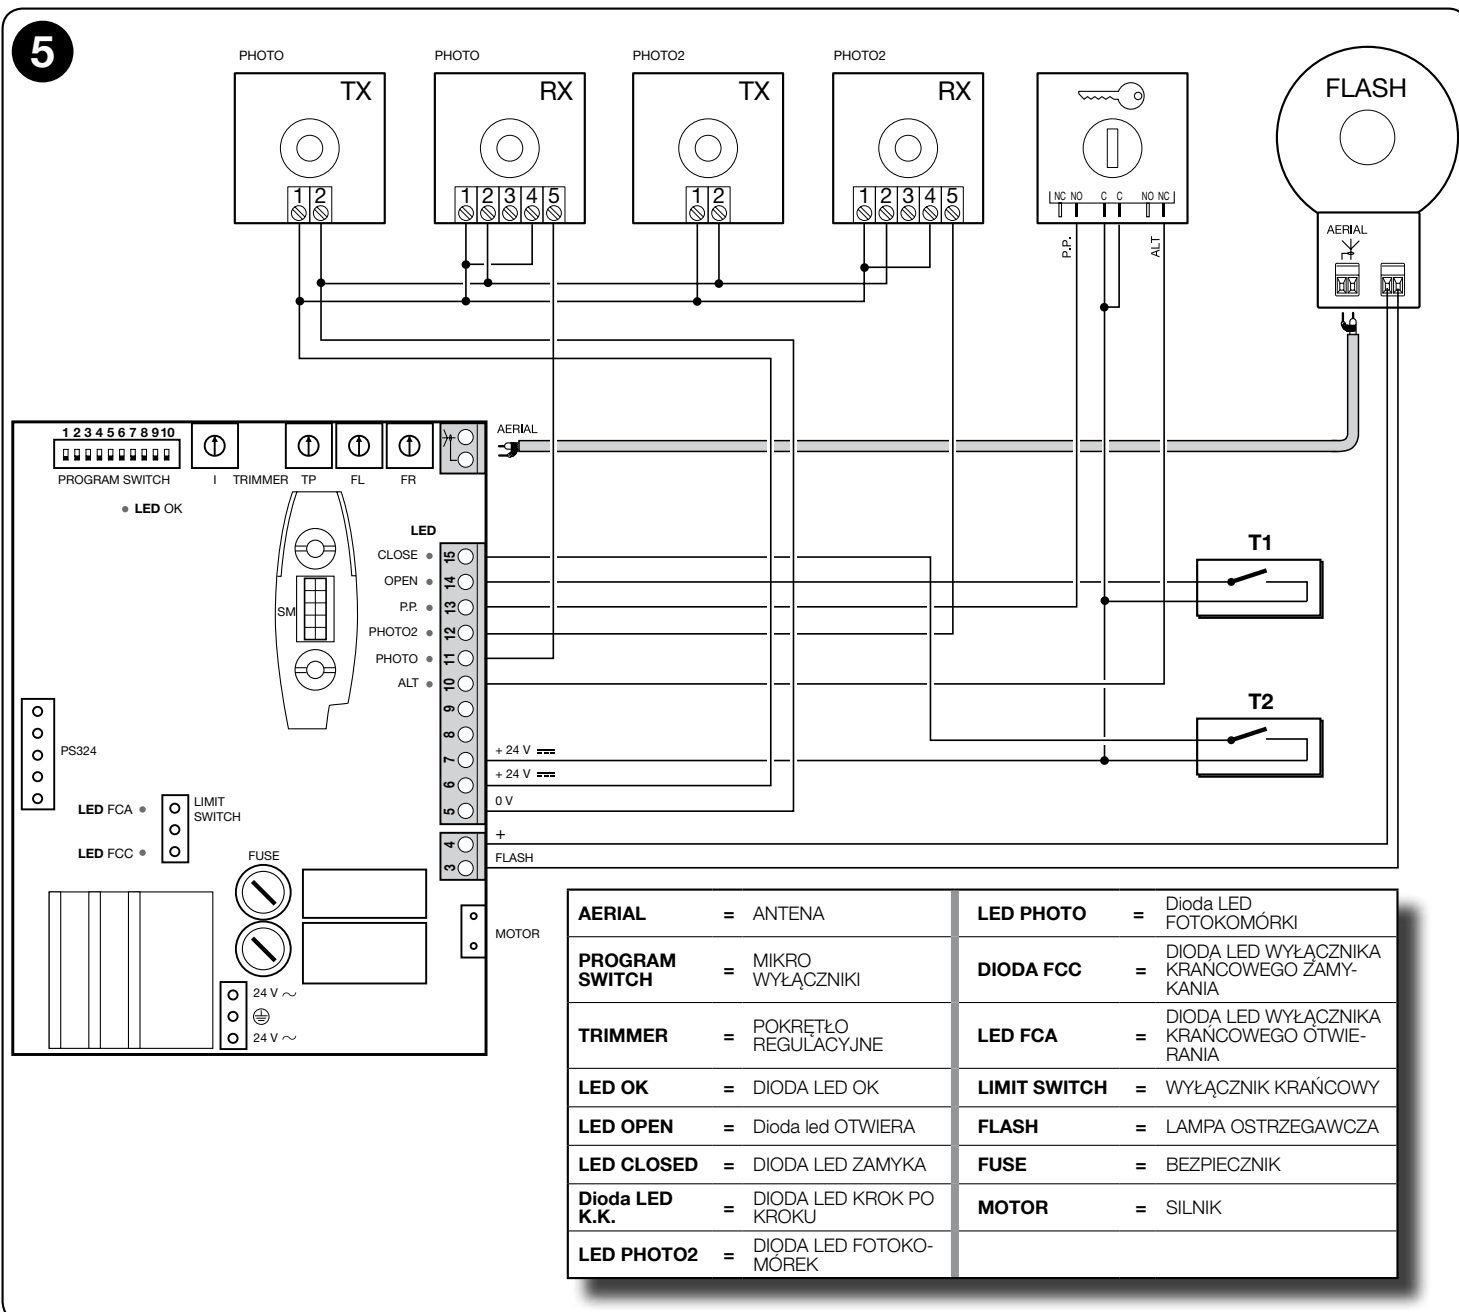 5
PHOTO
PHOTO
PHOTO2
PHOTO2
TX
RX
TX
RX
FLASH
1 2
1 2 3 4 5
1 2
1 2 3 4 5
NC NO C C NO NC
P.P.
ALT
AERIAL
1 2 3 4 5 6 7 8 9 10
PROGRAM SWITCH
I
TRIMMER
TP
FL
FR
AERIAL
LED OK
LED
CLOSE
15
OPEN
14
P.P.
13
PHOTO2
12
PHOTO
11
ALT
10
9
8
7
6
5
4
3
SM
T1
T2
PS324
+ 24 V
+ 24 V
0 V
+
FLASH
LED FCA
LIMIT
SWITCH
LED FCC
FUSE
MOTOR
24 V ~
24 V ~
AERIAL = ANTENA
PROGRAM
SWITCH = MIKRO
WYŁĄCZNIKI
TRIMMER = POKRĘTŁO
REGULACYJNE
LED OK = DIODA LED OK
LED OPEN = Dioda led OTWIERA
LED CLOSED = DIODA LED ZAMYKA
Dioda LED
K.K. = DIODA LED KROK PO
KROKU
LED PHOTO2 = DIODA LED FOTOKO-
MÓREK
LED PHOTO = Dioda LED
FOTOKOMÓRKI
DIODA FCC = DIODA LED WYŁĄCZNIKA
KRAŃCOWEGO ZAMY-
KANIA
LED FCA = DIODA LED WYŁĄCZNIKA
KRAŃCOWEGO OTWIE-
RANIA
LIMIT SWITCH = WYŁĄCZNIK KRAŃCOWY
FLASH = LAMPA OSTRZEGAWCZA
FUSE = BEZPIECZNIK
MOTOR = SILNIK